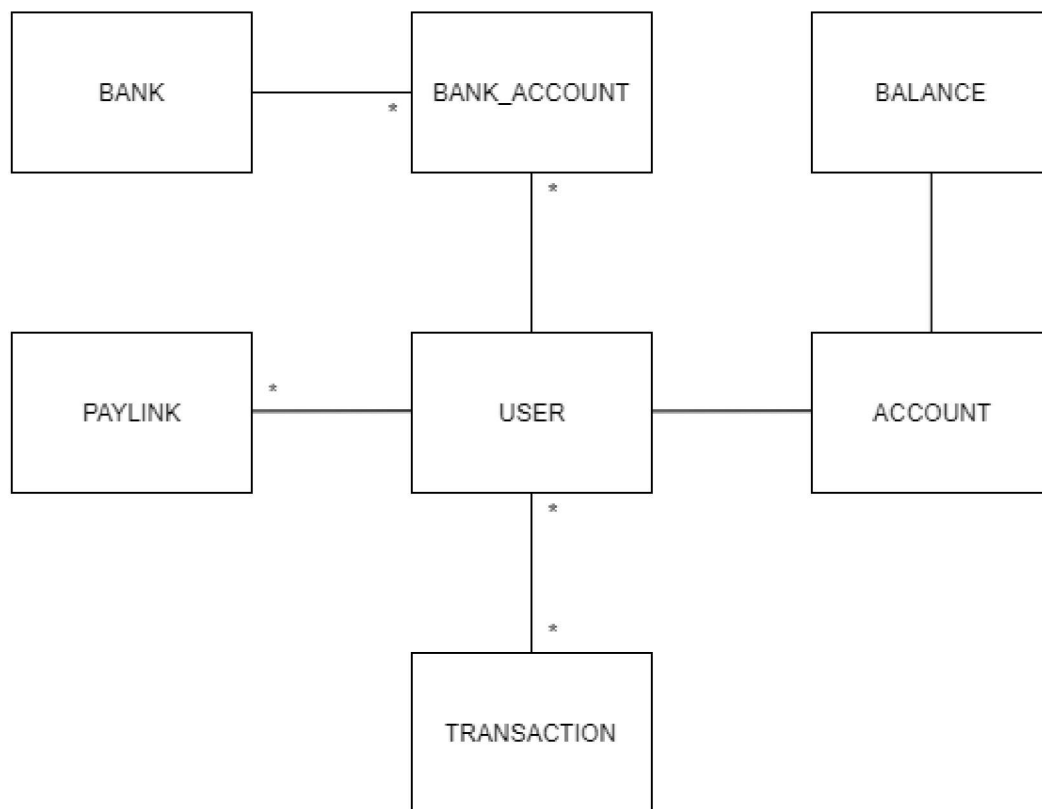 BANK
*
BANK_ACCOUNT
BALANCE
*
PAYLINK
*
USER
ACCOUNT
*
*
TRANSACTION